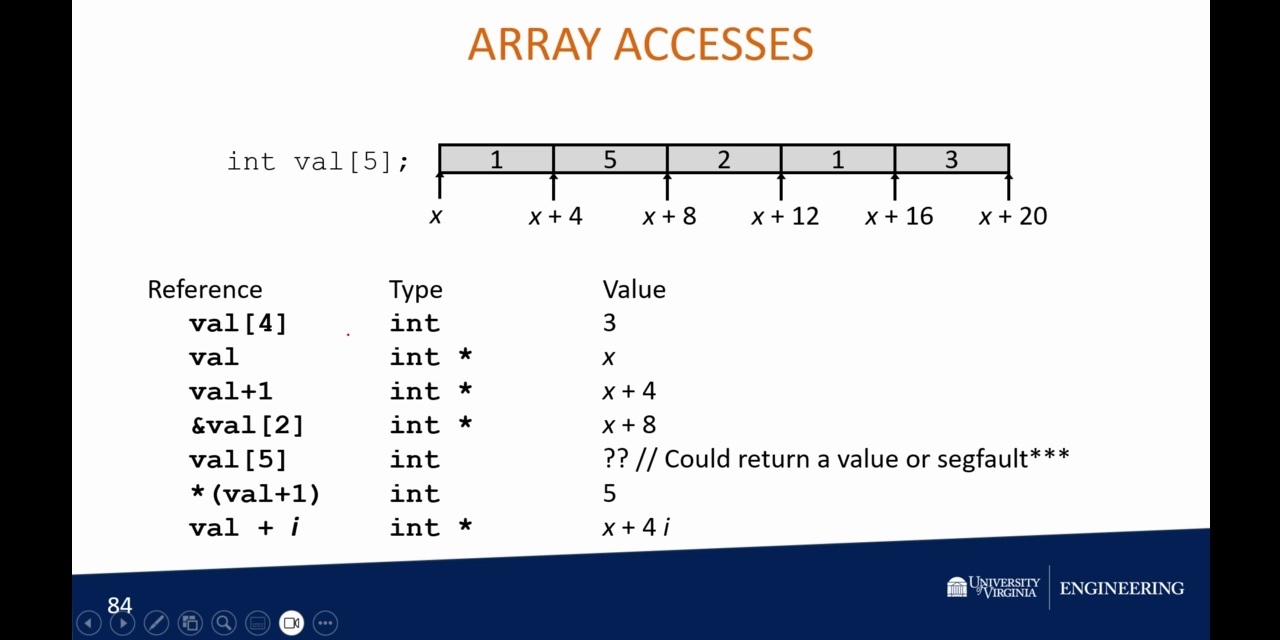 ARRAY ACCESSES
int val[5];
1 5 2 1 3
x x + 4 x + 8 x + 12 x + 16 x + 20
Reference Type Value
val[4] int 3
val int * x
val+1 int * x + 4
&val[2] int * x + 8
val[5] int ?? // Could return a value or segfault***
*(val+1) int 5
val + i int * x + 4 i
84
UNIVERSITY
of VIRGINIA
ENGINEERING